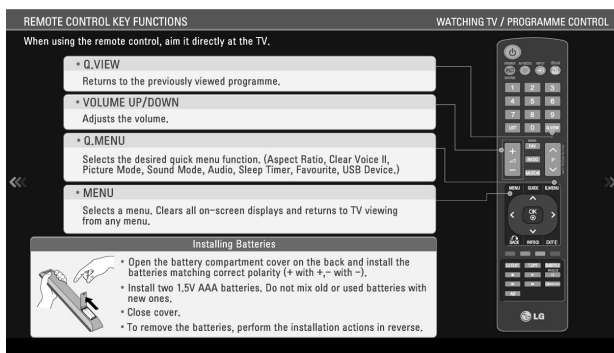 REMOTE CONTROL KEY FUNCTIONS
WATCHING TV / PROGRAMME CONTROL
When using the remote control, aim it directly at the TV.
• Q.VIEW
Returns to the previously viewed programme.
• VOLUME UP/DOWN
Adjusts the volume.
• Q.MENU
Selects the desired quick menu function. (Aspect Ratio, Clear Voice II,
Picture Mode, Sound Mode, Audio, Sleep Timer, Favourite, USB Device.)
• MENU
Selects a menu. Clears all on-screen displays and returns to TV viewing
from any menu.
Installing Batteries
• Open the battery compartment cover on the back and install the
batteries matching correct polarity (+ with +,- with -).
• Install two 1.5V AAA batteries. Do not mix old or used batteries with
new ones.
• Close cover.
• To remove the batteries, perform the installation actions in reverse.
1 2 3
4 5 6
7 8 9
LIST 0 Q.VIEW
+ FAV
RATIO P
- MUTE
MENU GUIDE Q.MENU
OK
BACK INFO EXIT
LG